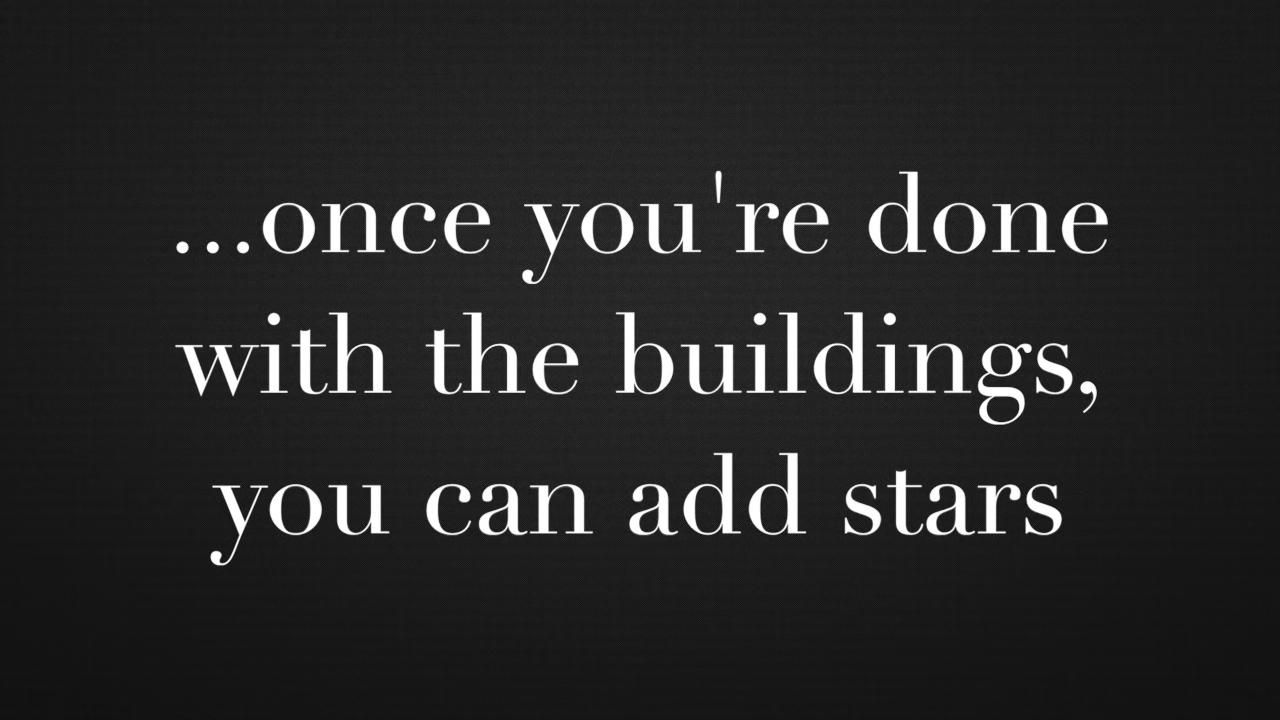 ...once you're done
with the buildings,
you can add stars